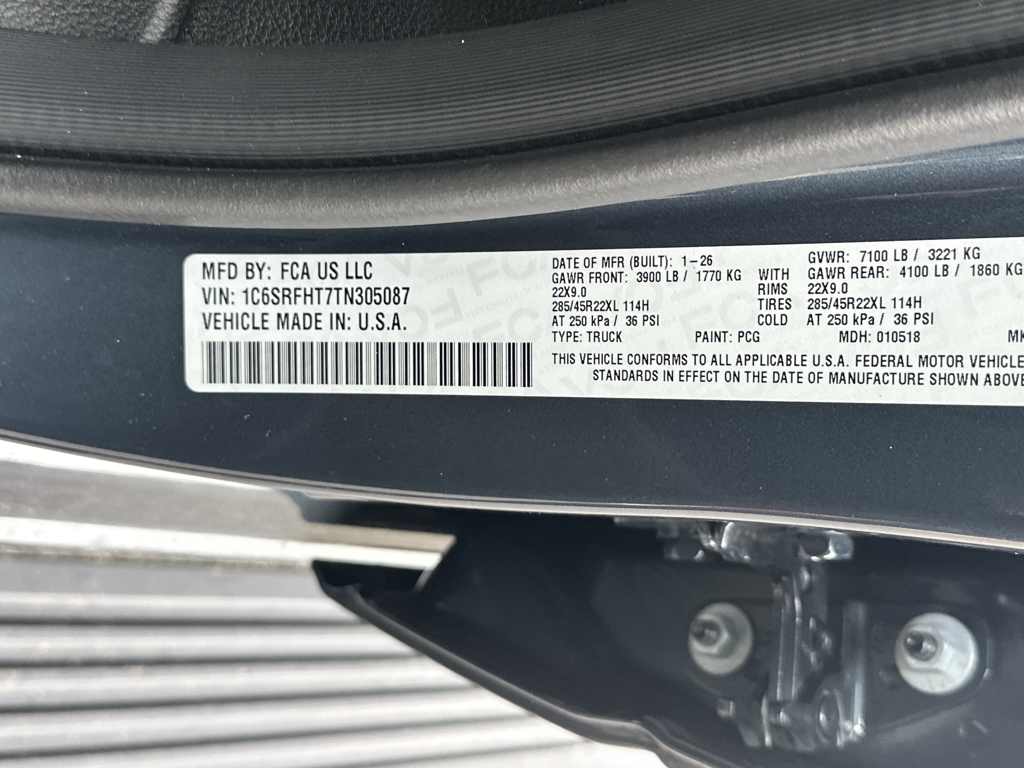 MFD BY: FCA US LLC
VIN: 1C6SRFHT7TN305087
VEHICLE MADE IN: U.S.A.
DATE OF MFR (BUILT): 1-26 GVWR: 7100 LB / 3221 KG
GAWR FRONT: 3900 LB / 1770 KG WITH GAWR REAR: 4100 LB / 1860 KG
22X9.0 RIMS 22X9.0
285/45R22XL 114H TIRES 285/45R22XL 114H
AT 250 kPa / 36 PSI COLD AT 250 kPa / 36 PSI
TYPE: TRUCK PAINT: PCG MDH: 010518
THIS VEHICLE CONFORMS TO ALL APPLICABLE U.S.A. FEDERAL MOTOR VEHICLE
STANDARDS IN EFFECT ON THE DATE OF MANUFACTURE SHOWN ABOVE